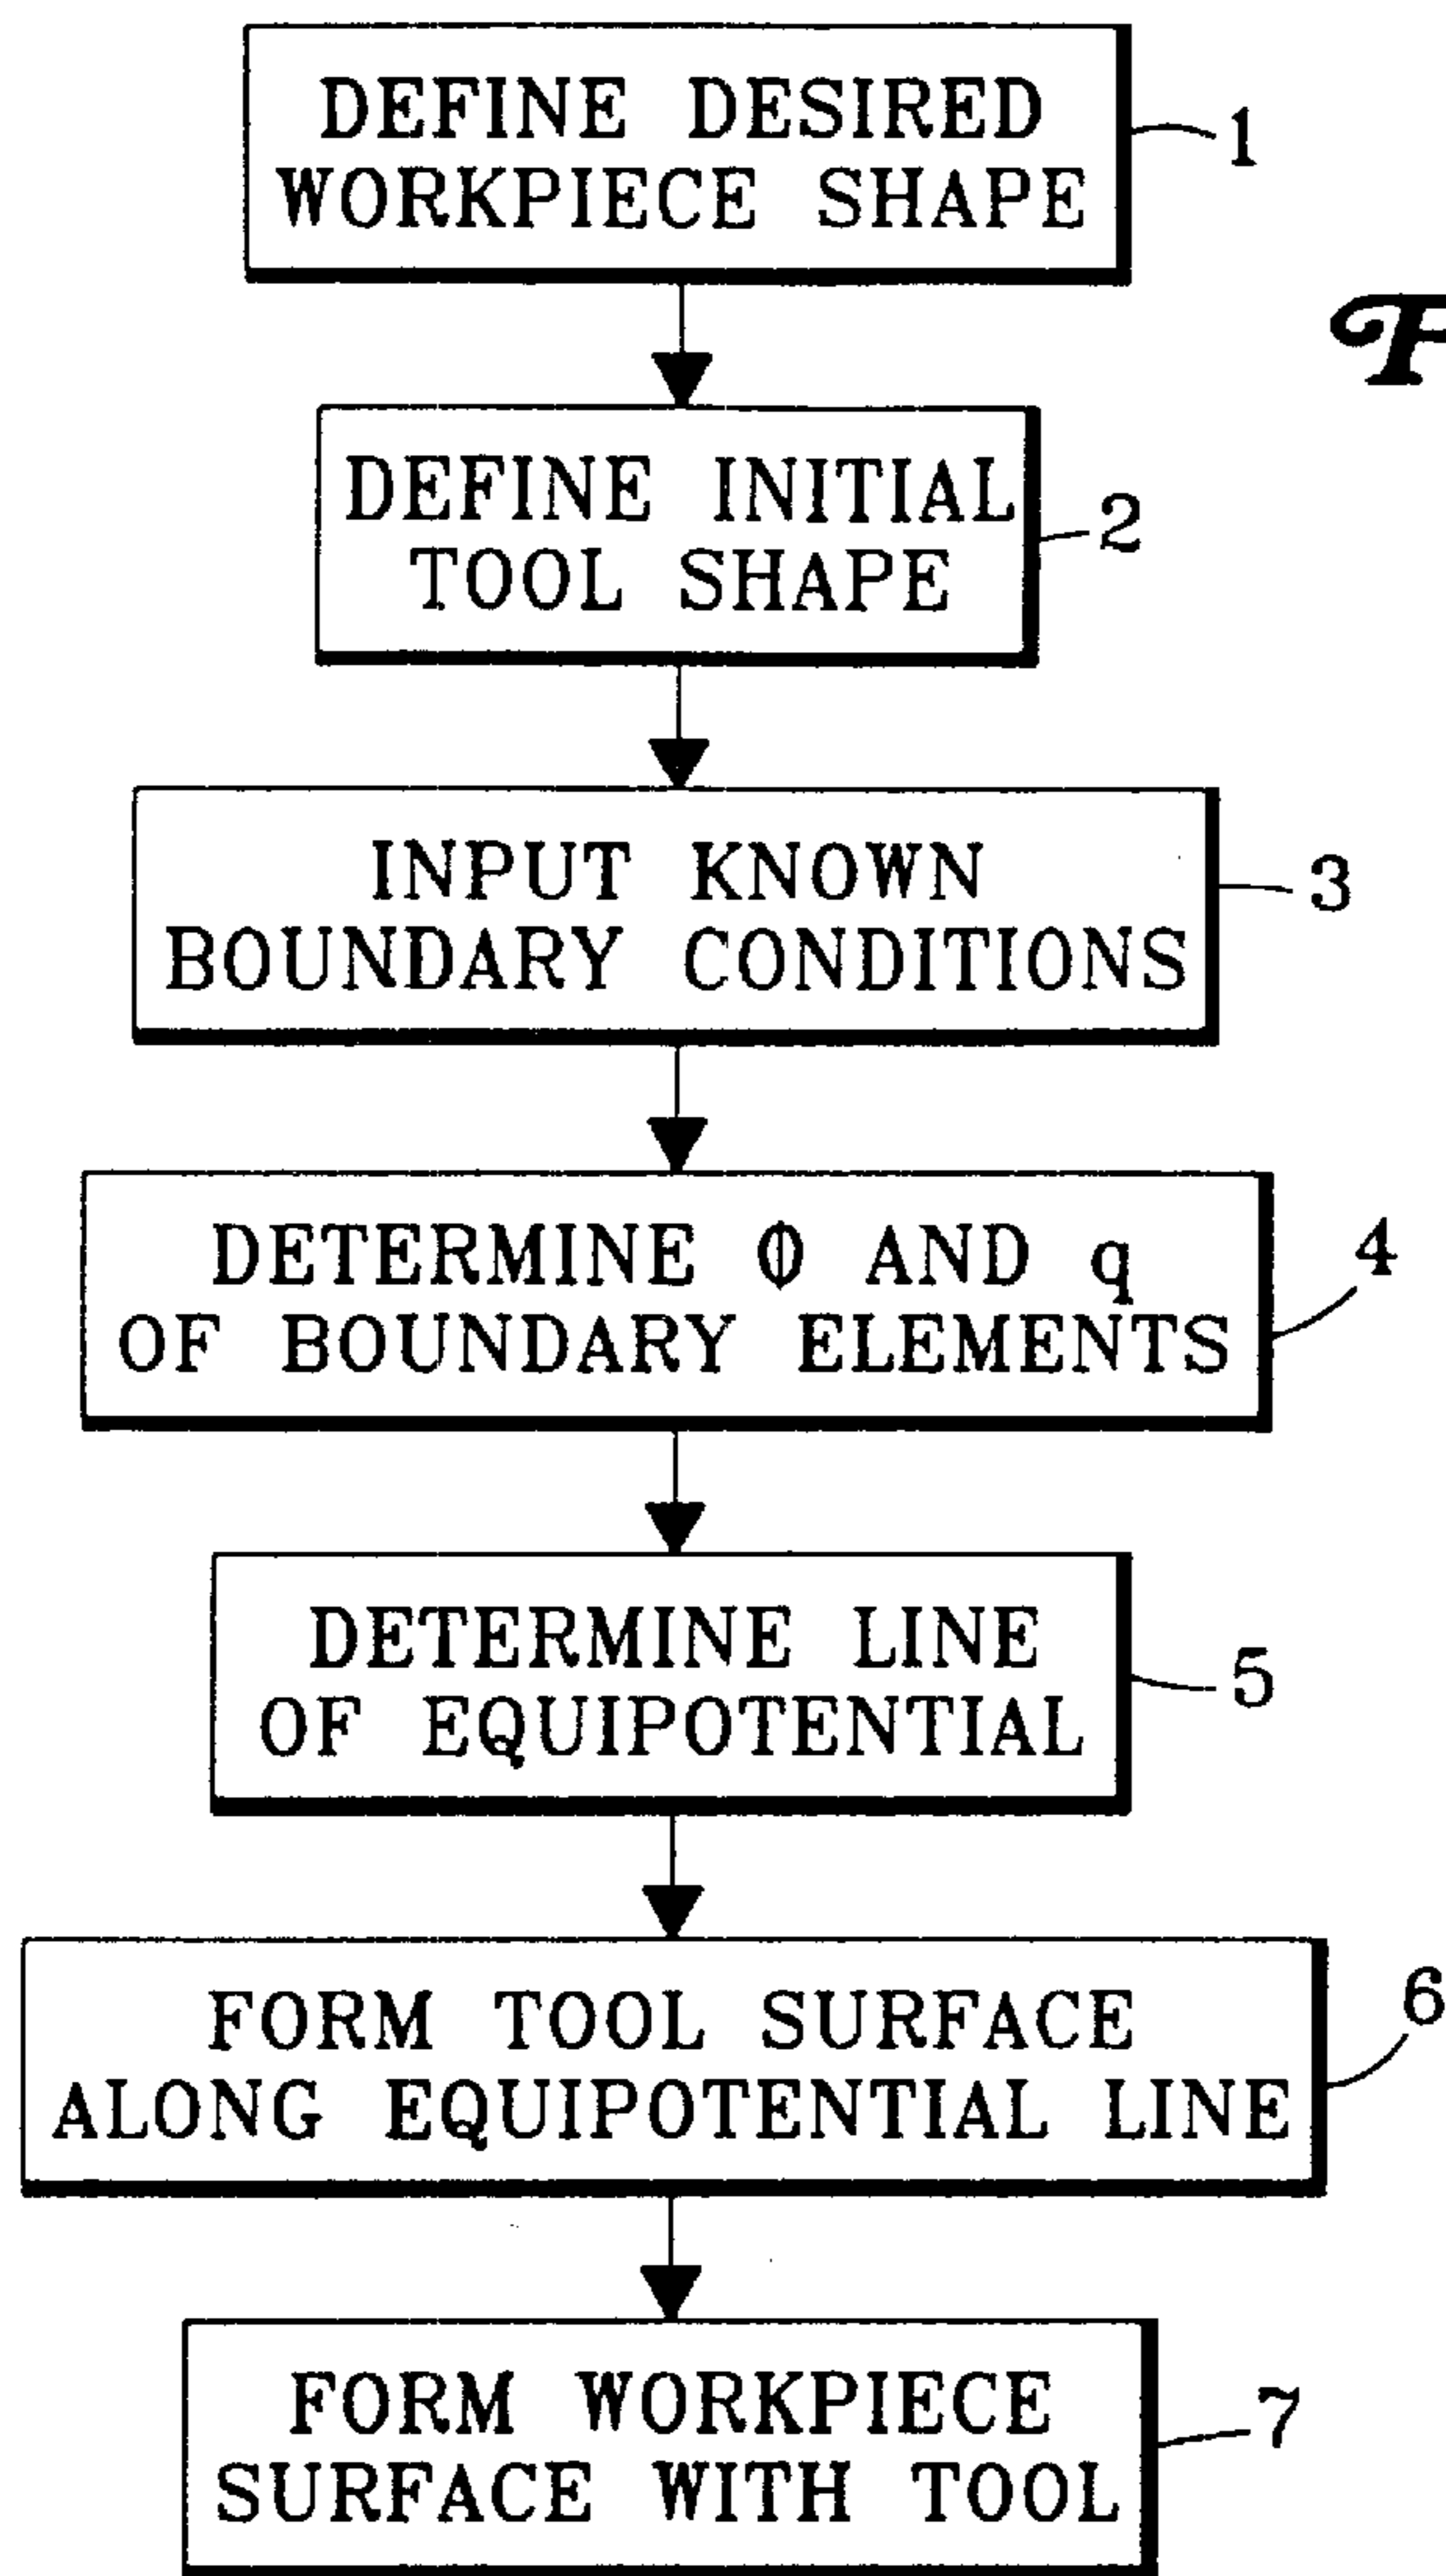 DEFINE DESIRED
WORKPIECE SHAPE
1
DEFINE INITIAL
TOOL SHAPE
2
INPUT KNOWN
BOUNDARY CONDITIONS
3
DETERMINE Φ AND q
OF BOUNDARY ELEMENTS
4
DETERMINE LINE
OF EQUIPOTENTIAL
5
FORM TOOL SURFACE
ALONG EQUIPOTENTIAL LINE
6
FORM WORKPIECE
SURFACE WITH TOOL
7